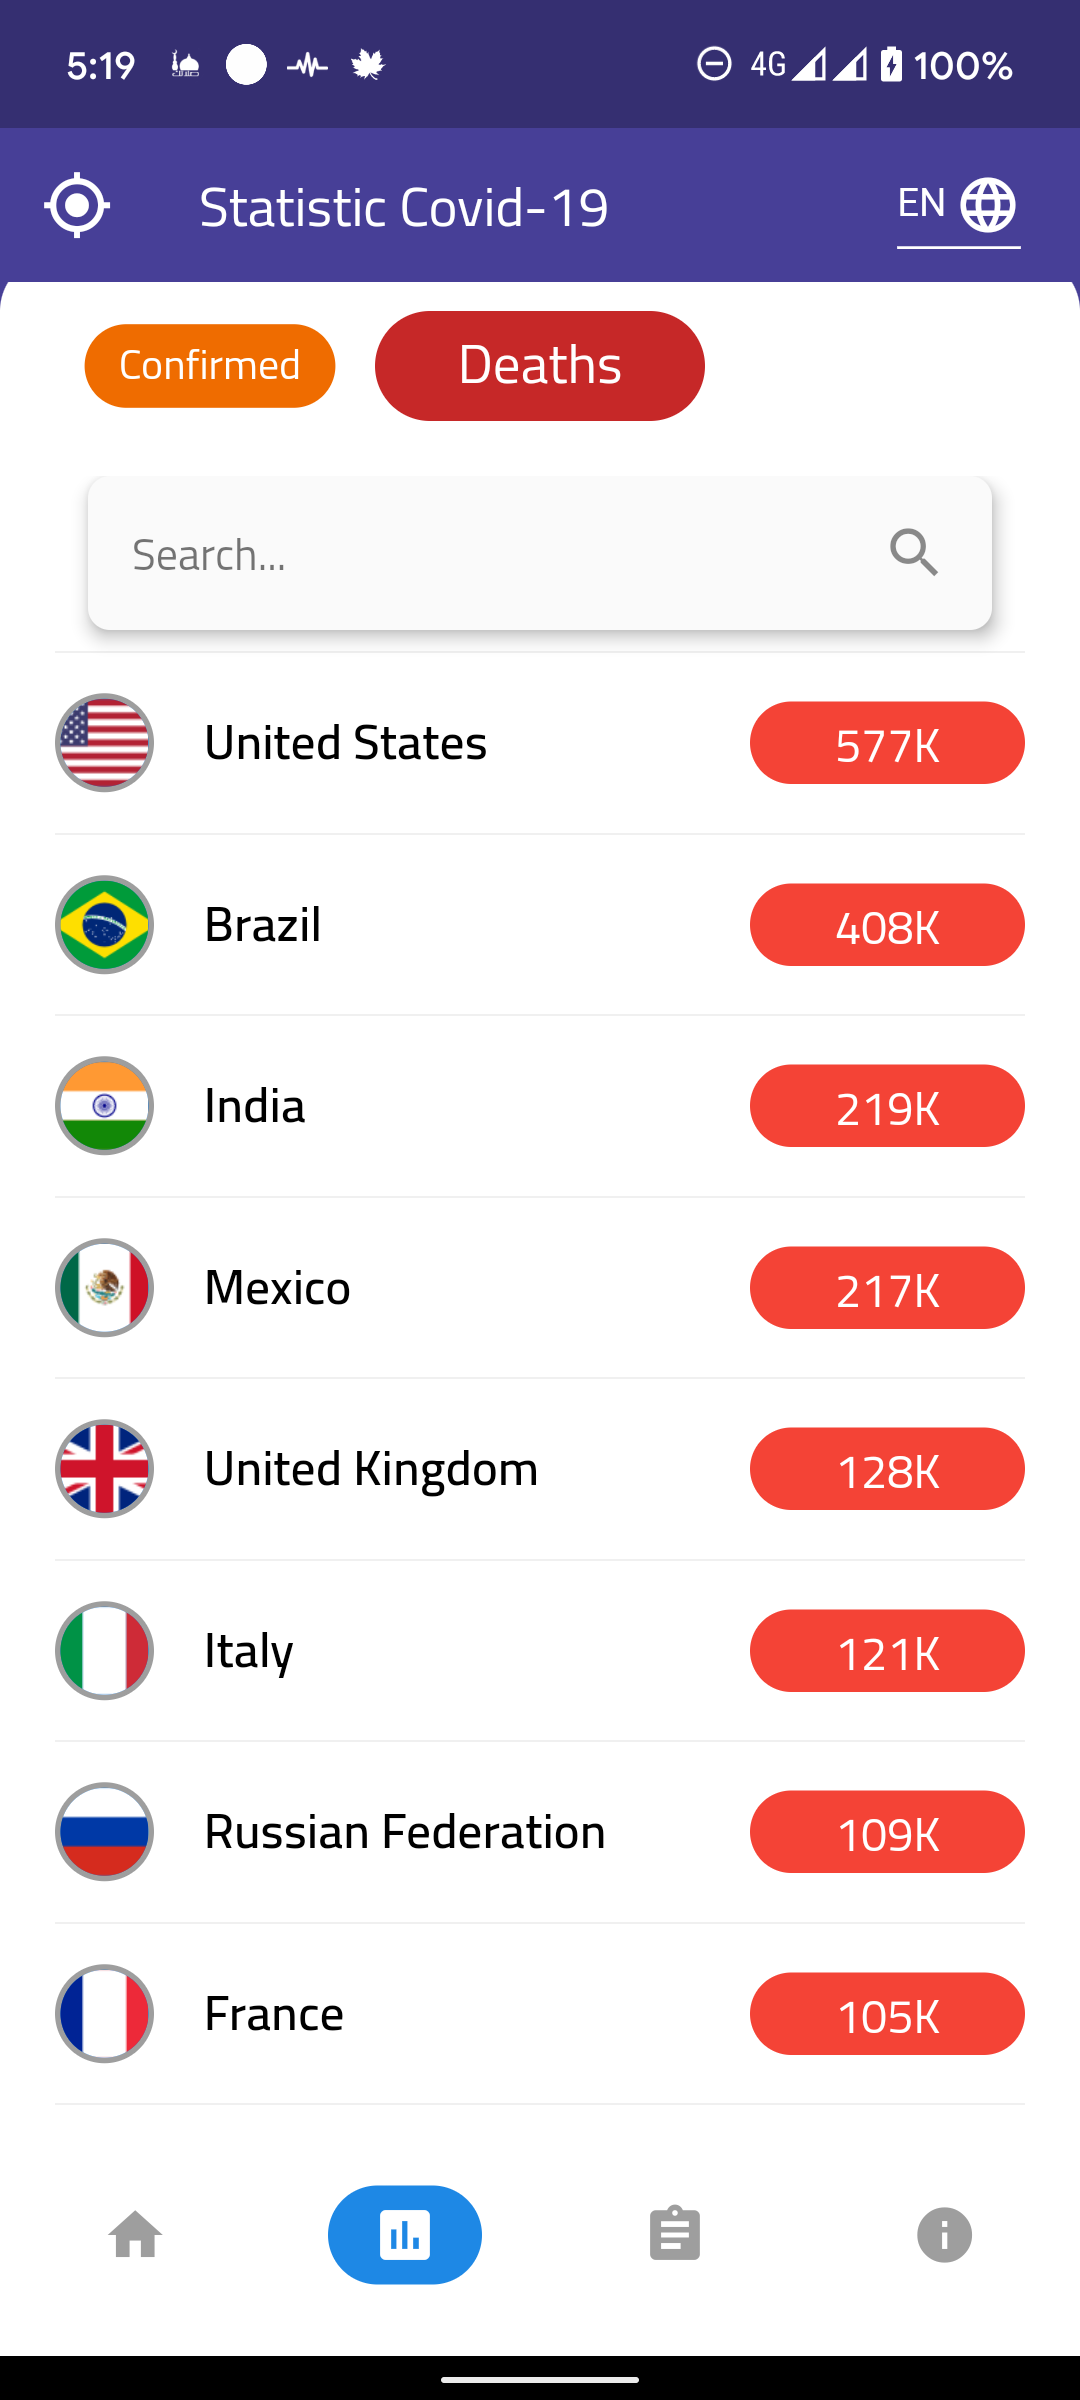 5:19 4G 100%
Statistic Covid-19 EN
Confirmed Deaths
Search...
United States 577K
Brazil 408K
India 219K
Mexico 217K
United Kingdom 128K
Italy 121K
Russian Federation 109K
France 105K